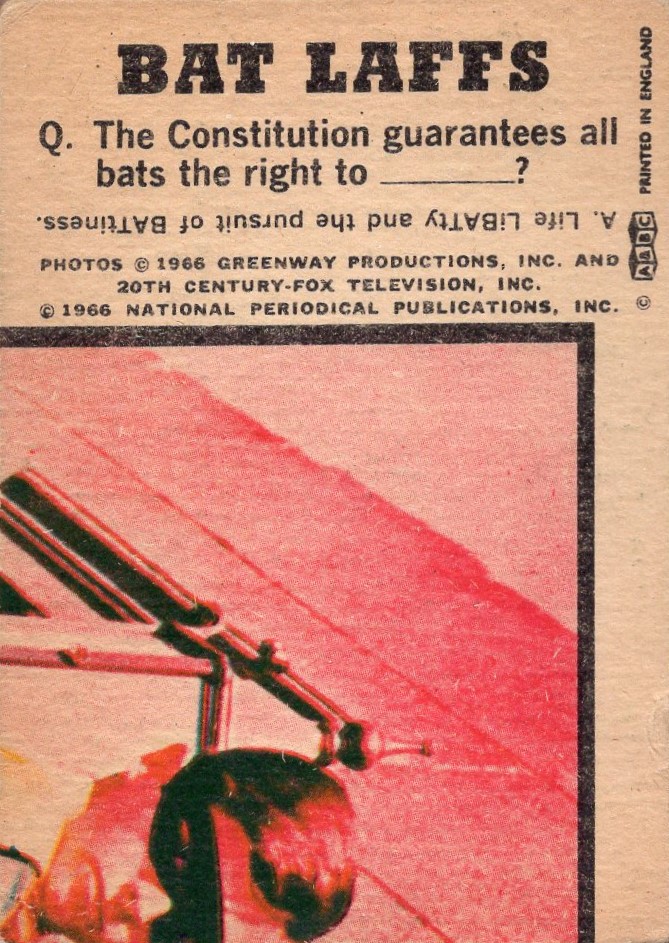 BAT LAFFS
Q. The Constitution guarantees all
bats the right to ________?
A. Life LiBATty and the pursuit of BATtiness.
PHOTOS © 1966 GREENWAY PRODUCTIONS, INC. AND
20TH CENTURY-FOX TELEVISION, INC.
© 1966 NATIONAL PERIODICAL PUBLICATIONS, INC.
© A&BC PRINTED IN ENGLAND